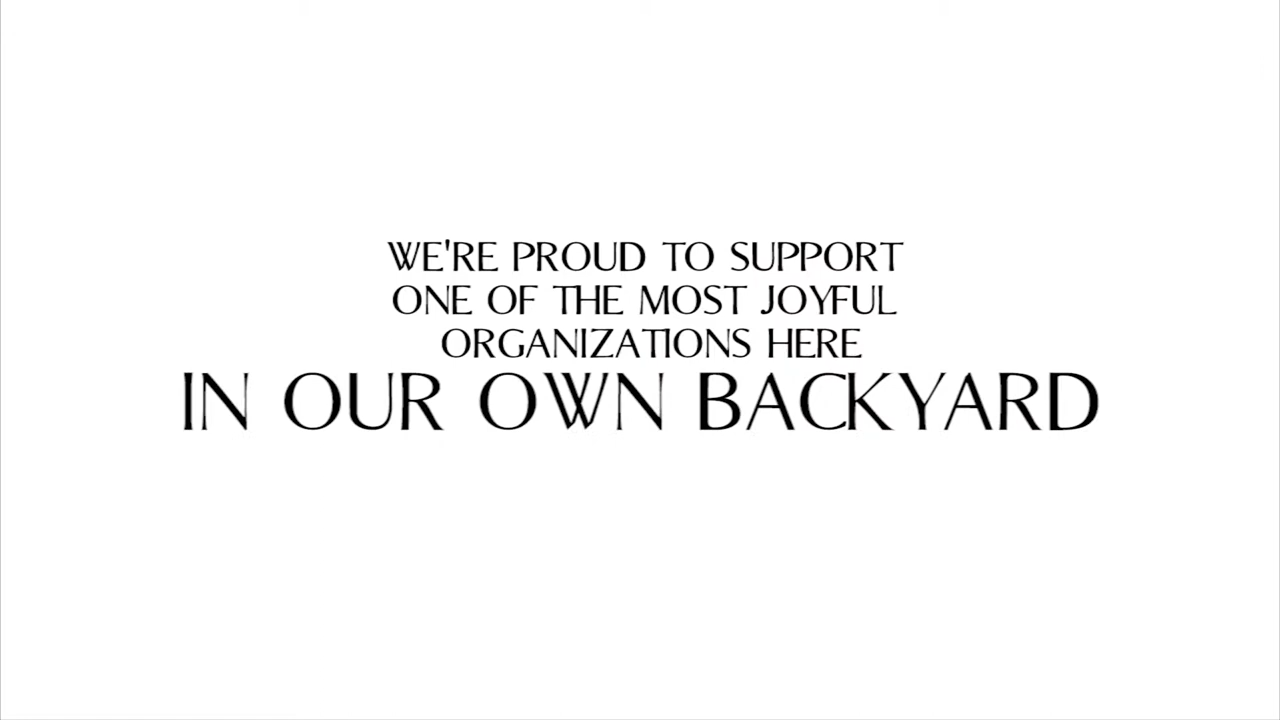 WE'RE PROUD TO SUPPORT
ONE OF THE MOST JOYFUL
ORGANIZATIONS HERE
IN OUR OWN BACKYARD